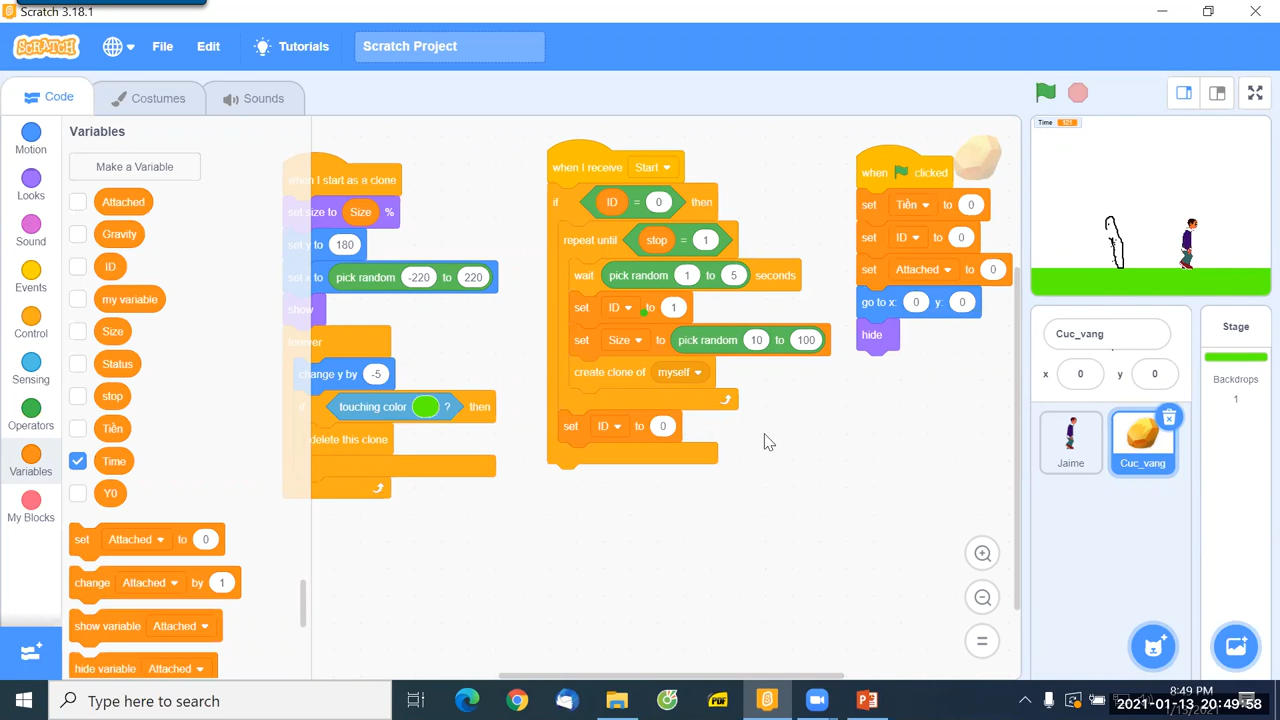 Scratch 3.18.1
SCRATCH
File
Edit
Tutorials
Scratch Project
Code
Costumes
Sounds
Motion
Looks
Sound
Events
Control
Sensing
Operators
Variables
My Blocks
Variables
Make a Variable
Attached
Gravity
ID
my variable
Size
Status
stop
Tiền
Time
Y0
set Attached to 0
change Attached by 1
show variable Attached
hide variable Attached
when I start as a clone
set size to Size %
set y to 180
set x to pick random -220 to 220
show
forever
change y by -5
if touching color ? then
delete this clone
when I receive Start
if ID = 0 then
repeat until stop = 1
wait pick random 1 to 5 seconds
set ID to 1
set Size to pick random 10 to 100
create clone of myself
set ID to 0
when clicked
set Tiền to 0
set ID to 0
set Attached to 0
go to x: 0 y: 0
hide
Time
Cuc_vang
x 0 y 0
Jaime
Cuc_vang
Stage
Backdrops
1
Type here to search
PDF
8:49 PM
2021-01-13 20:49:58